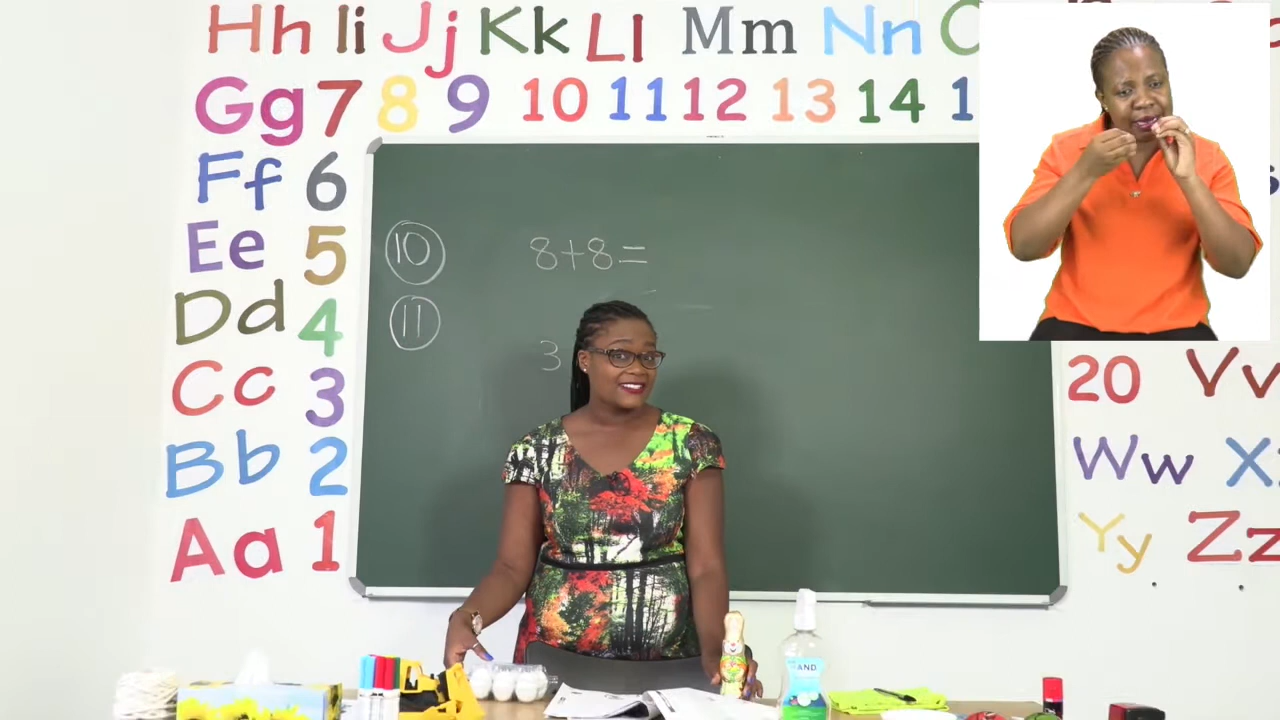 Hh Ii Jj Kk Ll Mm Nn
Gg 7 8 9 10 11 12 13 14
Ff 6
Ee 5
Dd 4
Cc 3
Bb 2
Aa 1
10
11
8+8=
3
20 Vv
Ww
Yy Zz
AND